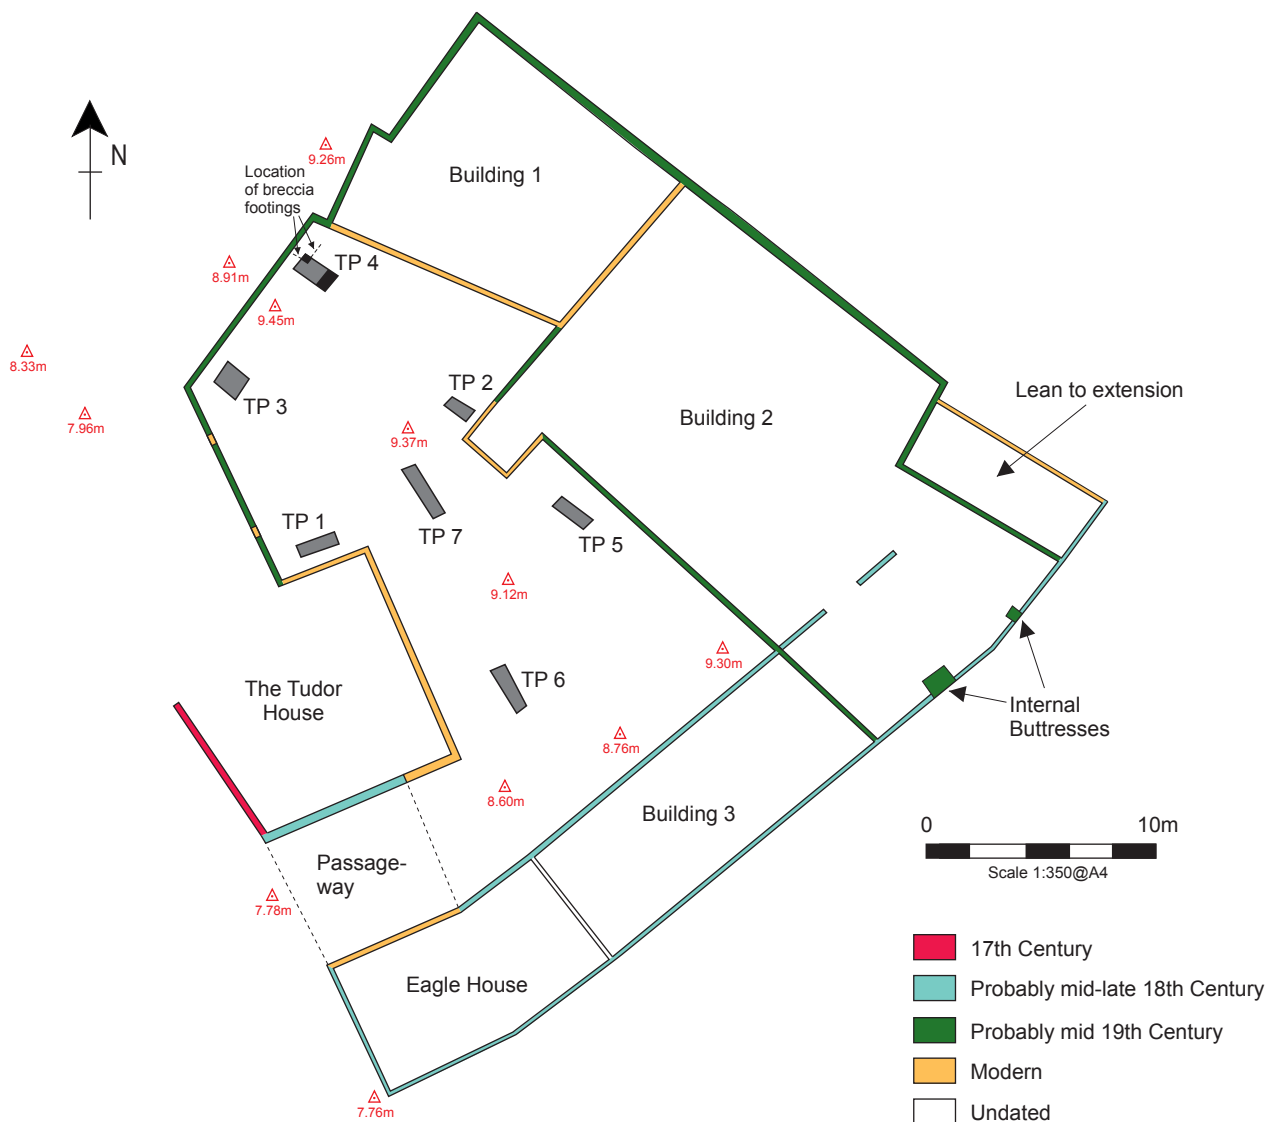 N
9.26m
Location
of breccia
footings
Building 1
TP 4
8.91m
9.45m
8.33m
7.96m
TP 3
TP 2
9.37m
Building 2
Lean to extension
TP 1
TP 7
TP 5
9.12m
9.30m
TP 6
The Tudor
House
Internal
Buttresses
8.76m
8.60m
Building 3
Passage-
way
7.78m
Eagle House
7.76m
0 10m
Scale 1:350@A4
17th Century
Probably mid-late 18th Century
Probably mid 19th Century
Modern
Undated